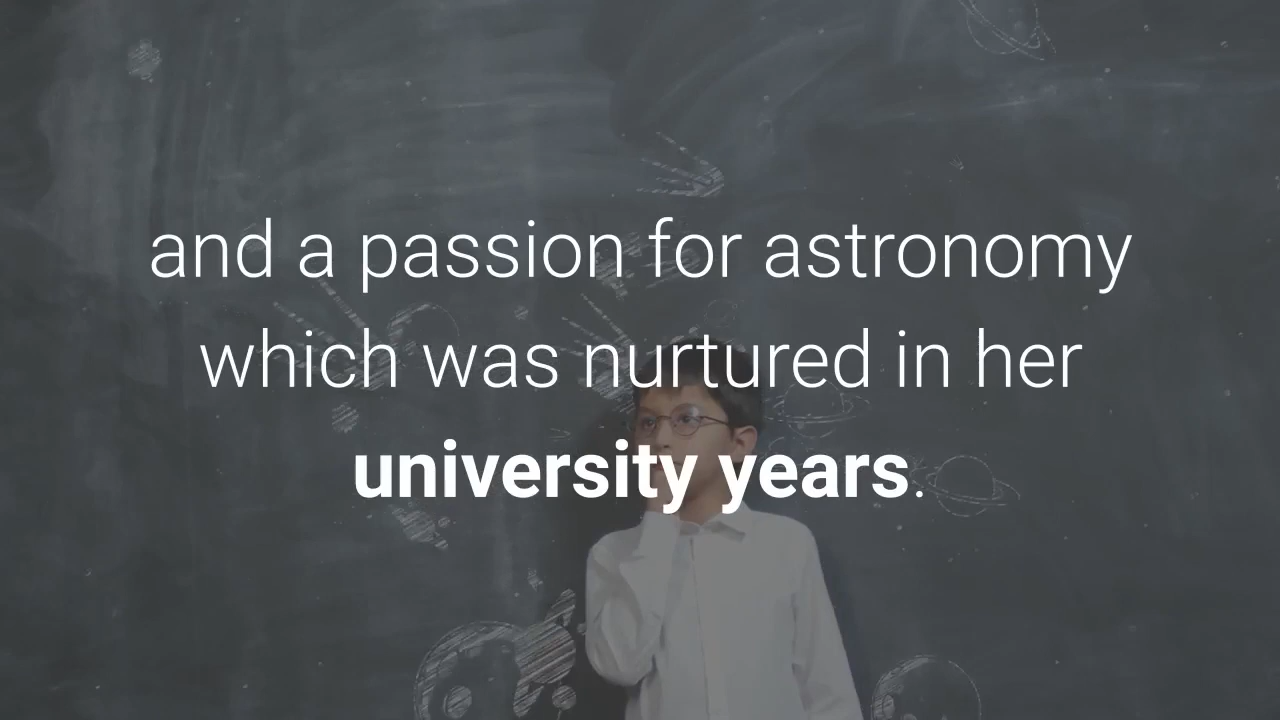 and a passion for astronomy
which was nurtured in her
university years.